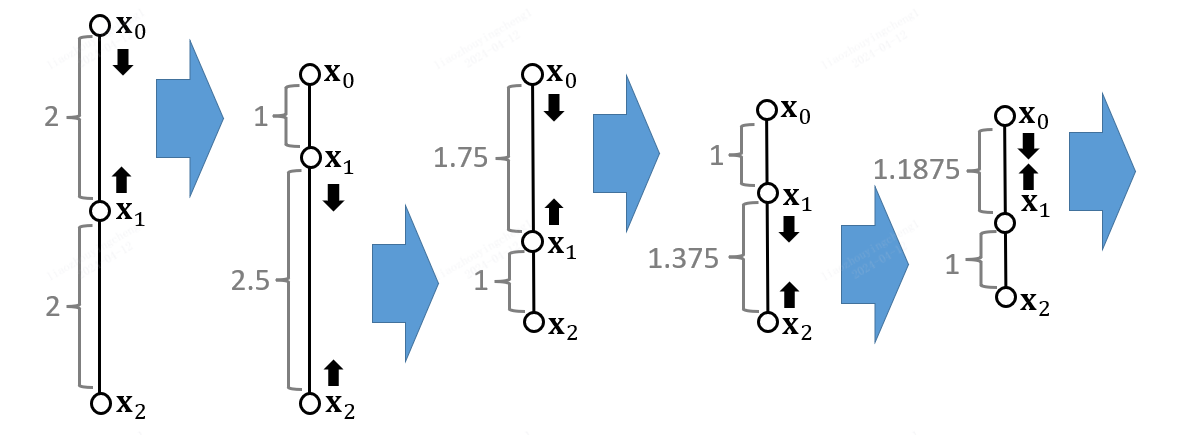 x₀
2
x₁
2
x₂
x₀
1
x₁
2.5
x₂
x₀
1.75
x₁
1
x₂
x₀
1
x₁
1.375
x₂
x₀
1.1875
x₁
1
x₂